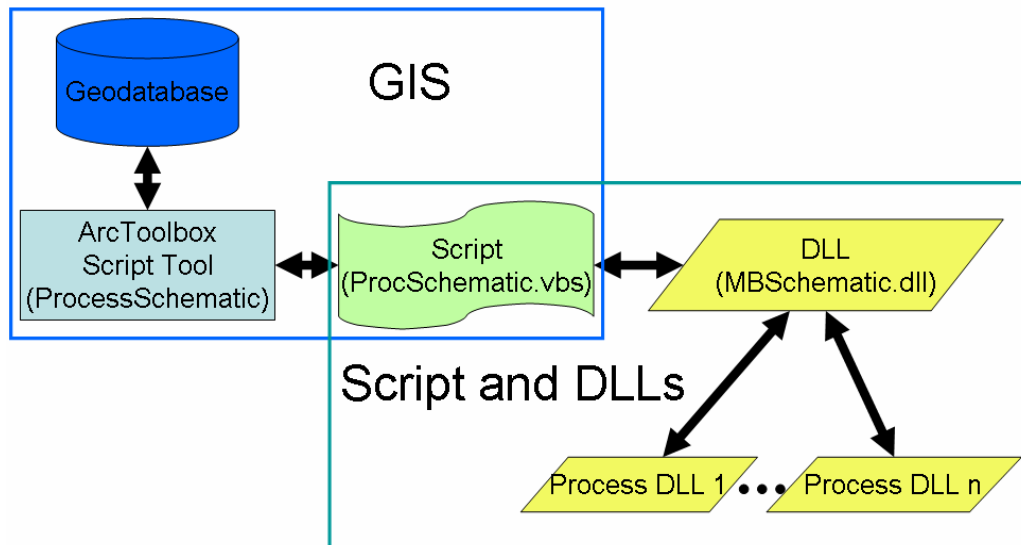 Geodatabase
GIS
ArcToolbox
Script Tool
(ProcessSchematic)
Script
(ProcSchematic.vbs)
DLL
(MBSchematic.dll)
Script and DLLs
Process DLL 1
Process DLL n